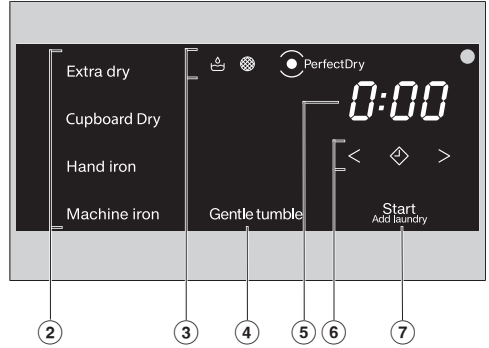 Extra dry
PerfectDry
0:00
Cupboard Dry
Hand iron
< >
Machine iron
Gentle tumble
Start
Add laundry
2 3 4 5 6 7